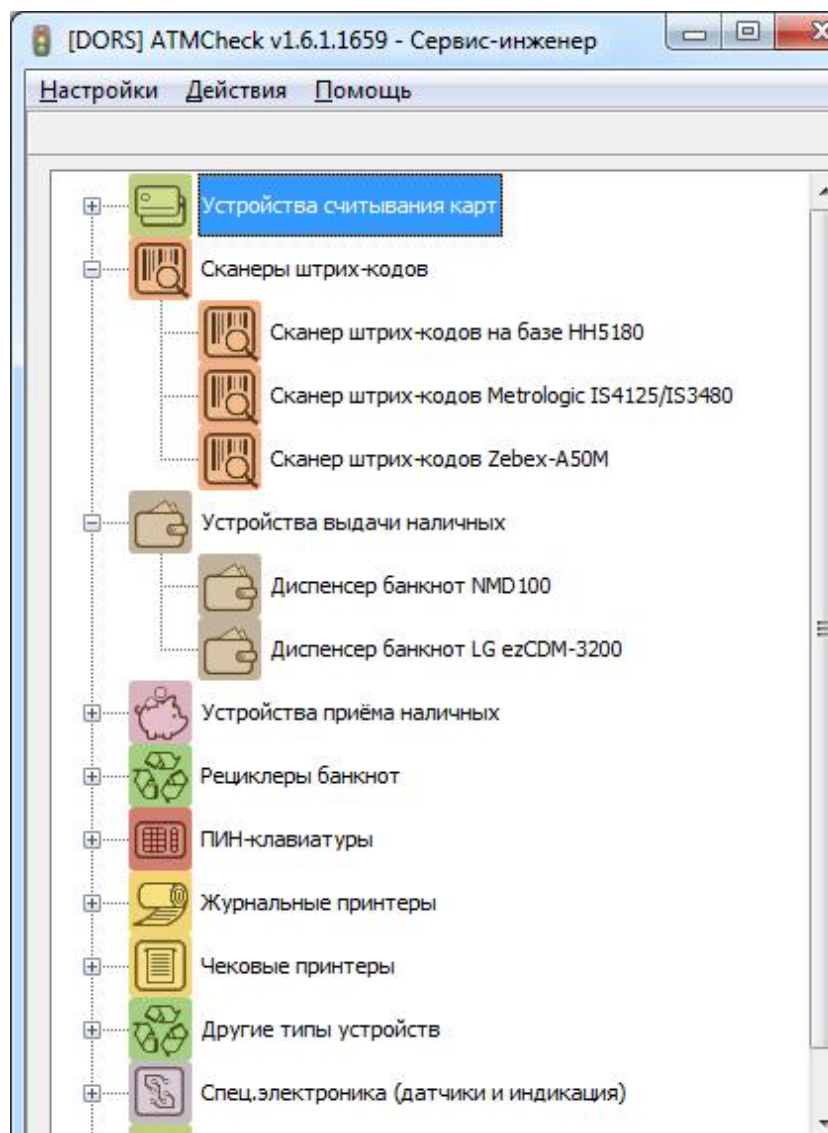 [DORS] ATMCheck v1.6.1.1659 - Сервис-инженер
Настройки Действия Помощь
Устройства считывания карт
Сканеры штрих-кодов
Сканер штрих-кодов на базе HH5180
Сканер штрих-кодов Metrologic IS4125/IS3480
Сканер штрих-кодов Zebex-A50M
Устройства выдачи наличных
Диспенсер банкнот NMD100
Диспенсер банкнот LG ezCDM-3200
Устройства приёма наличных
Рециклеры банкнот
ПИН-клавиатуры
Журнальные принтеры
Чековые принтеры
Другие типы устройств
Спец.электроника (датчики и индикация)